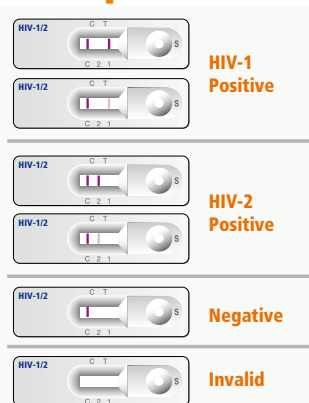 HIV-1/2
C T
S
C 2 1
HIV-1
Positive
HIV-1/2
C T
S
C 2 1
HIV-1/2
C T
S
C 2 1
HIV-2
Positive
HIV-1/2
C T
S
C 2 1
HIV-1/2
C T
S
C 2 1
Negative
HIV-1/2
C T
S
C 2 1
Invalid